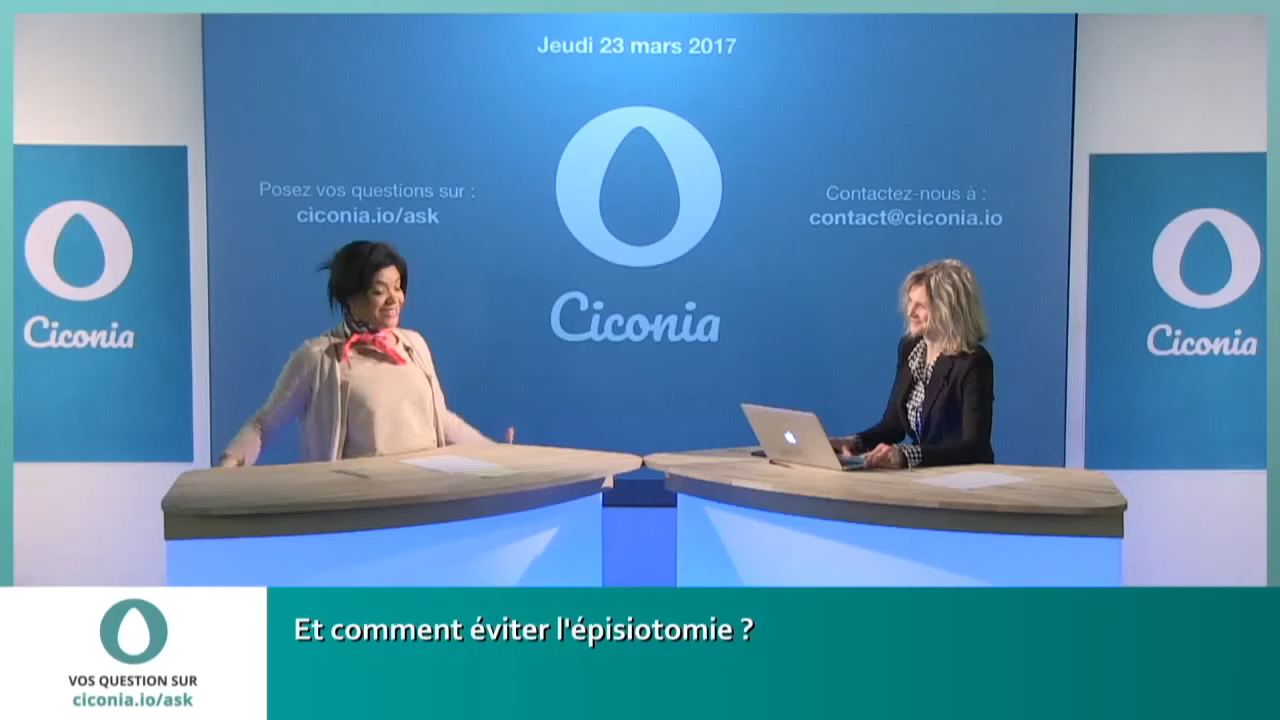 Jeudi 23 mars 2017
Posez vos questions sur :
ciconia.io/ask
Contactez-nous à :
contact@ciconia.io
Ciconia
Ciconia
Ciconia
Et comment éviter l'épisiotomie ?
VOS QUESTION SUR
ciconia.io/ask